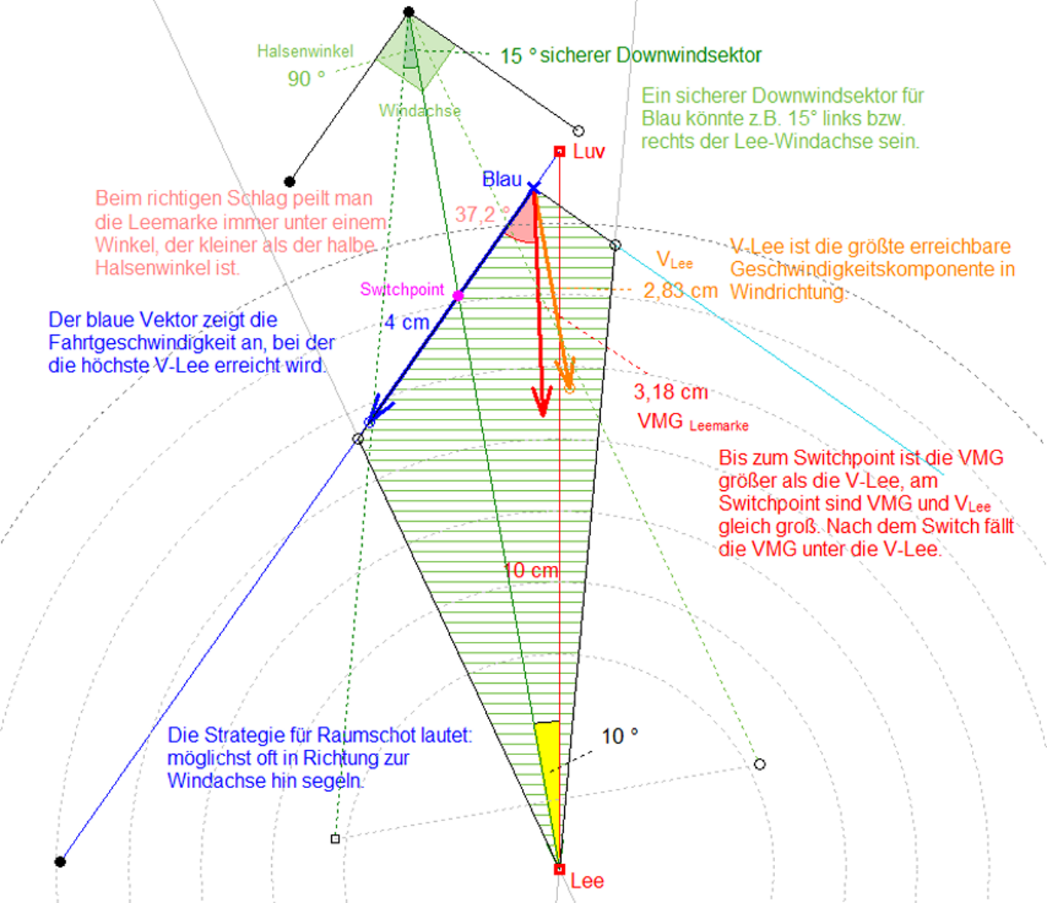 Halsenwinkel
90 °
15 ° sicherer Downwindsektor
Windachse
Ein sicherer Downwindsektor für
Blau könnte z.B. 15° links bzw.
rechts der Lee-Windachse sein.
Luv
Blau
37,2 °
Beim richtigen Schlag peilt man
die Leemarke immer unter einem
Winkel, der kleiner als der halbe
Halsenwinkel ist.
VLee
2,83 cm
V-Lee ist die größte erreichbare
Geschwindigkeitskomponente in
Windrichtung.
Switchpoint
4 cm
Der blaue Vektor zeigt die
Fahrtgeschwindigkeit an, bei der
die höchste V-Lee erreicht wird.
3,18 cm
VMG Leemarke
Bis zum Switchpoint ist die VMG
größer als die V-Lee, am
Switchpoint sind VMG und VLee
gleich groß. Nach dem Switch fällt
die VMG unter die V-Lee.
10 cm
Die Strategie für Raumschot lautet:
möglichst oft in Richtung zur
Windachse hin segeln.
10 °
Lee